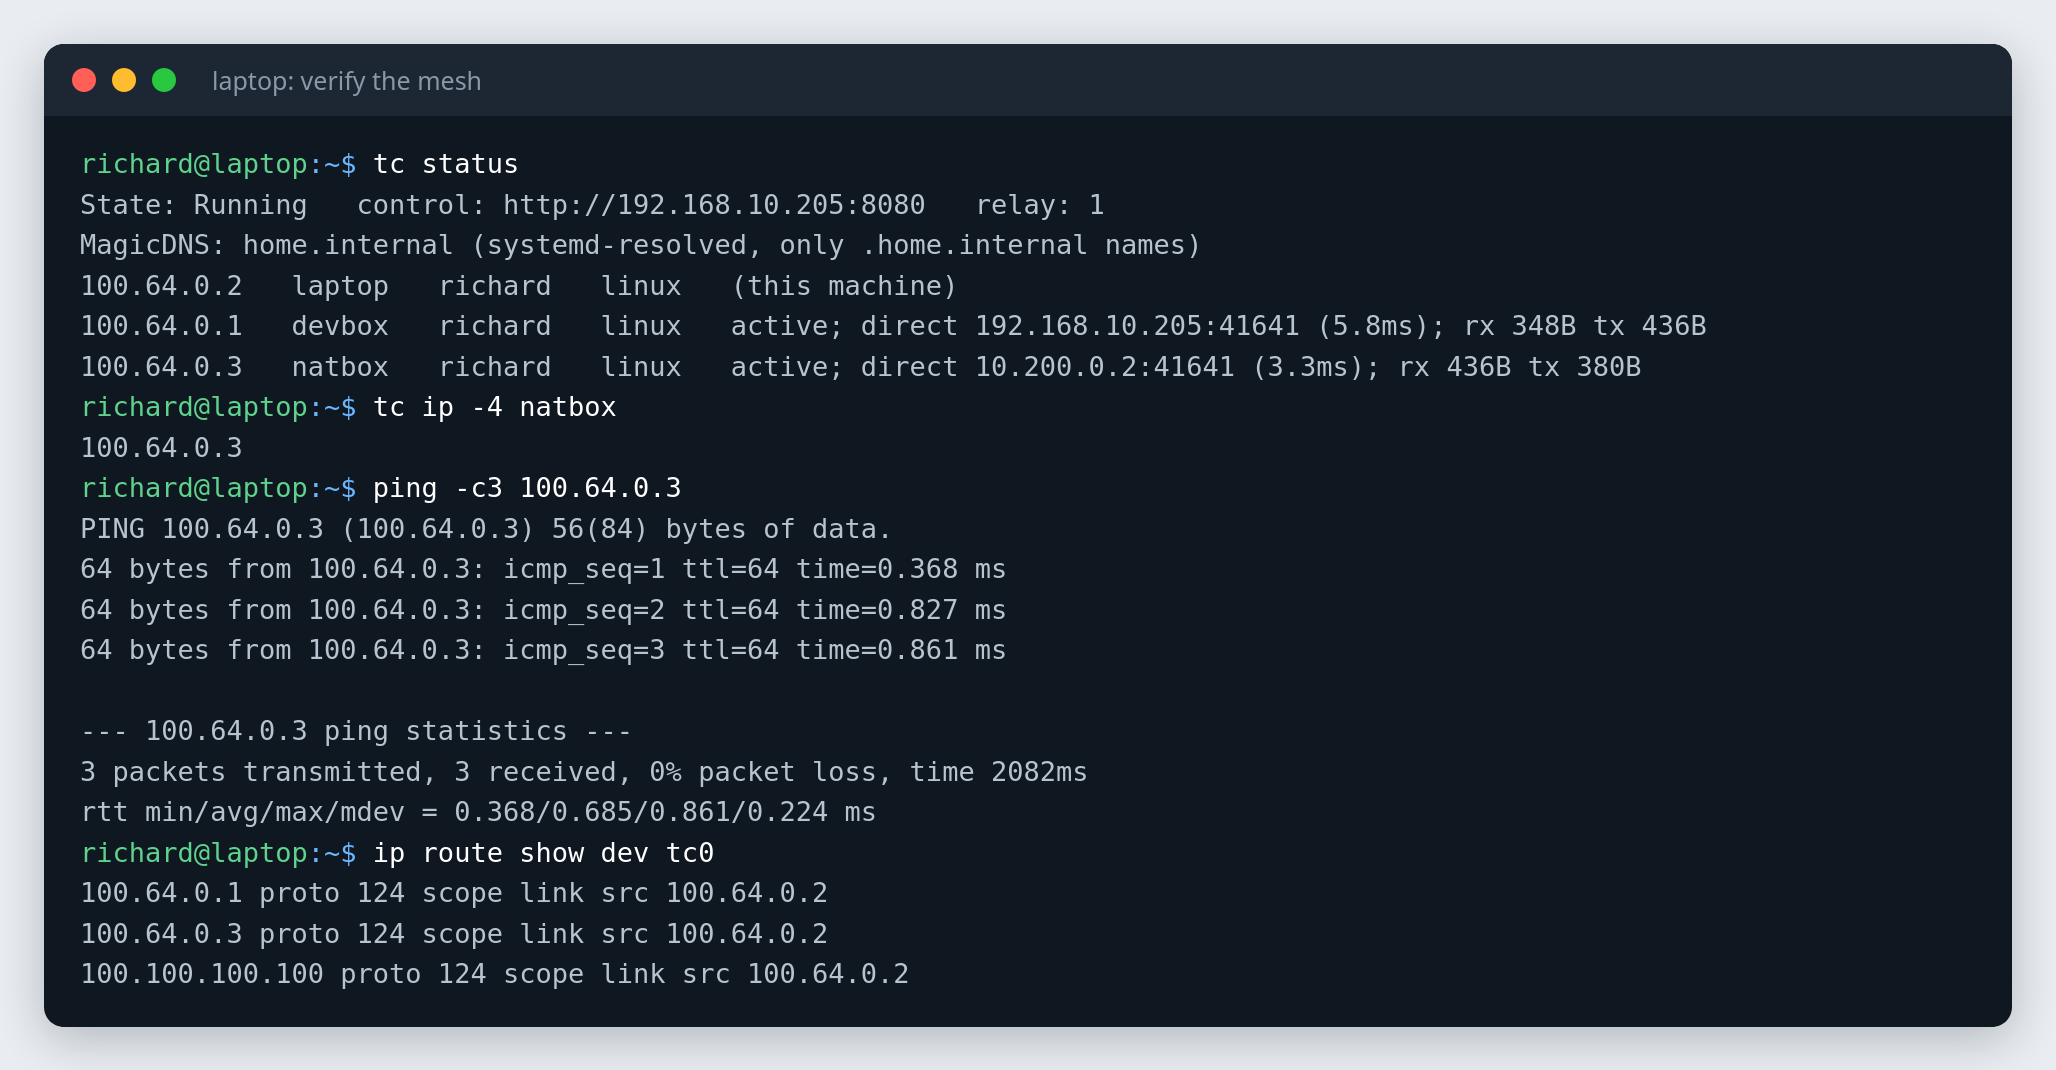 laptop: verify the mesh
richard@laptop:~$ tc status
State: Running   control: http://192.168.10.205:8080   relay: 1
MagicDNS: home.internal (systemd-resolved, only .home.internal names)
100.64.0.2   laptop   richard   linux   (this machine)
100.64.0.1   devbox   richard   linux   active; direct 192.168.10.205:41641 (5.8ms); rx 348B tx 436B
100.64.0.3   natbox   richard   linux   active; direct 10.200.0.2:41641 (3.3ms); rx 436B tx 380B
richard@laptop:~$ tc ip -4 natbox
100.64.0.3
richard@laptop:~$ ping -c3 100.64.0.3
PING 100.64.0.3 (100.64.0.3) 56(84) bytes of data.
64 bytes from 100.64.0.3: icmp_seq=1 ttl=64 time=0.368 ms
64 bytes from 100.64.0.3: icmp_seq=2 ttl=64 time=0.827 ms
64 bytes from 100.64.0.3: icmp_seq=3 ttl=64 time=0.861 ms
--- 100.64.0.3 ping statistics ---
3 packets transmitted, 3 received, 0% packet loss, time 2082ms
rtt min/avg/max/mdev = 0.368/0.685/0.861/0.224 ms
richard@laptop:~$ ip route show dev tc0
100.64.0.1 proto 124 scope link src 100.64.0.2
100.64.0.3 proto 124 scope link src 100.64.0.2
100.100.100.100 proto 124 scope link src 100.64.0.2